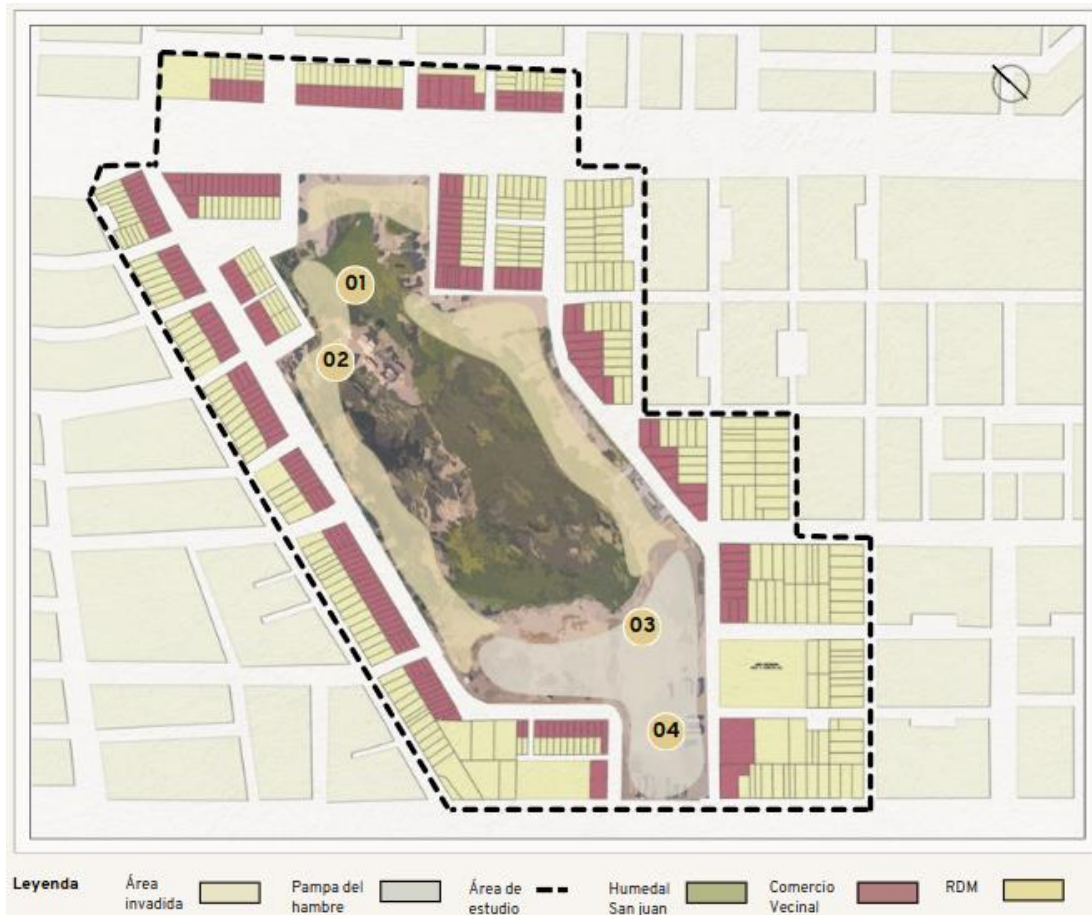 01
02
03
04
Leyenda
Área invadida
Pampa del hambre
Área de estudio
Humedal San juan
Comercio Vecinal
RDM